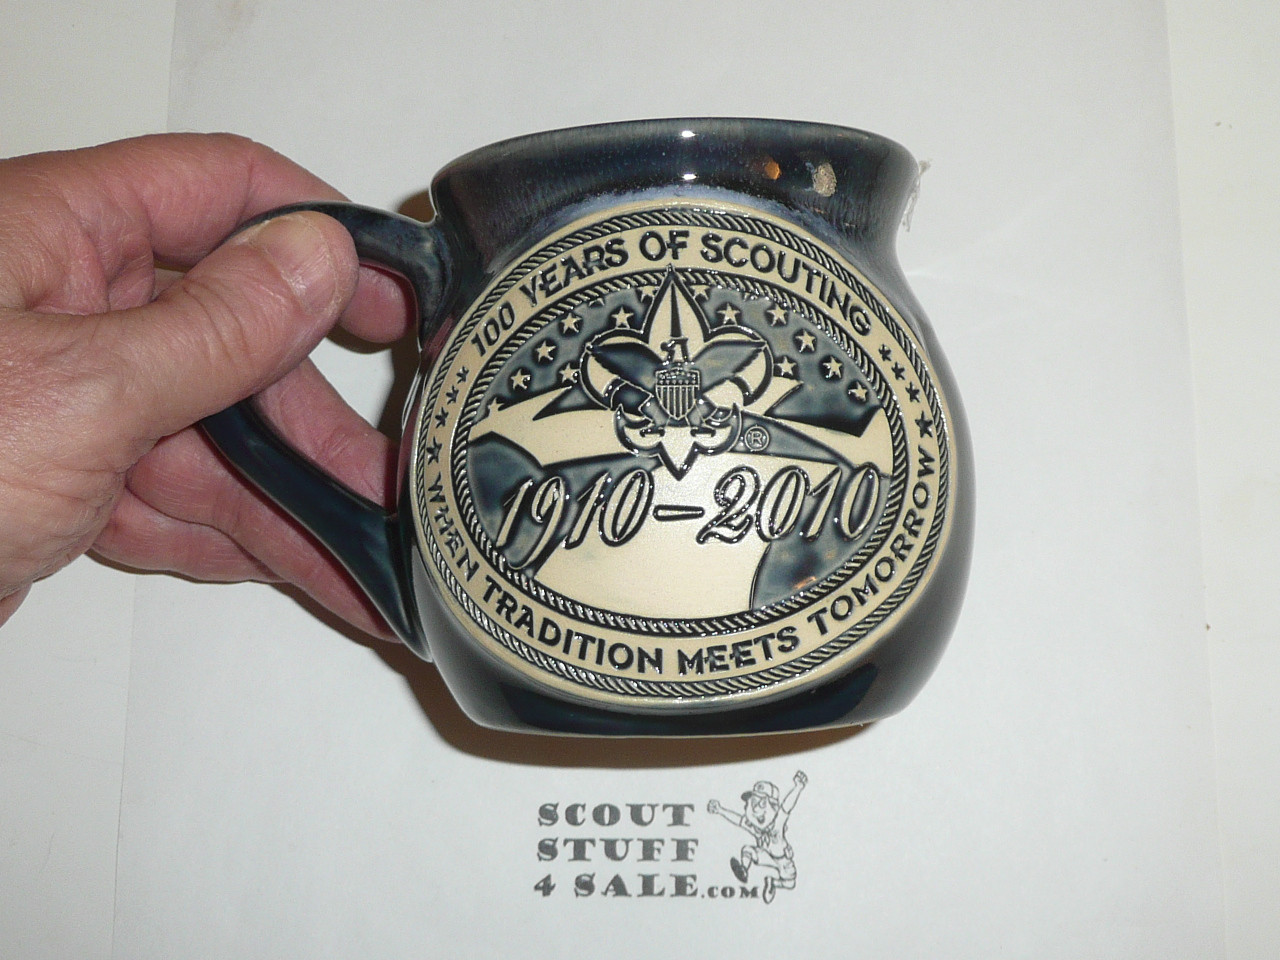 100 YEARS OF SCOUTING
®
1910-2010
WHEN TRADITION MEETS TOMORROW
SCOUT
STUFF
4 SALE.COM